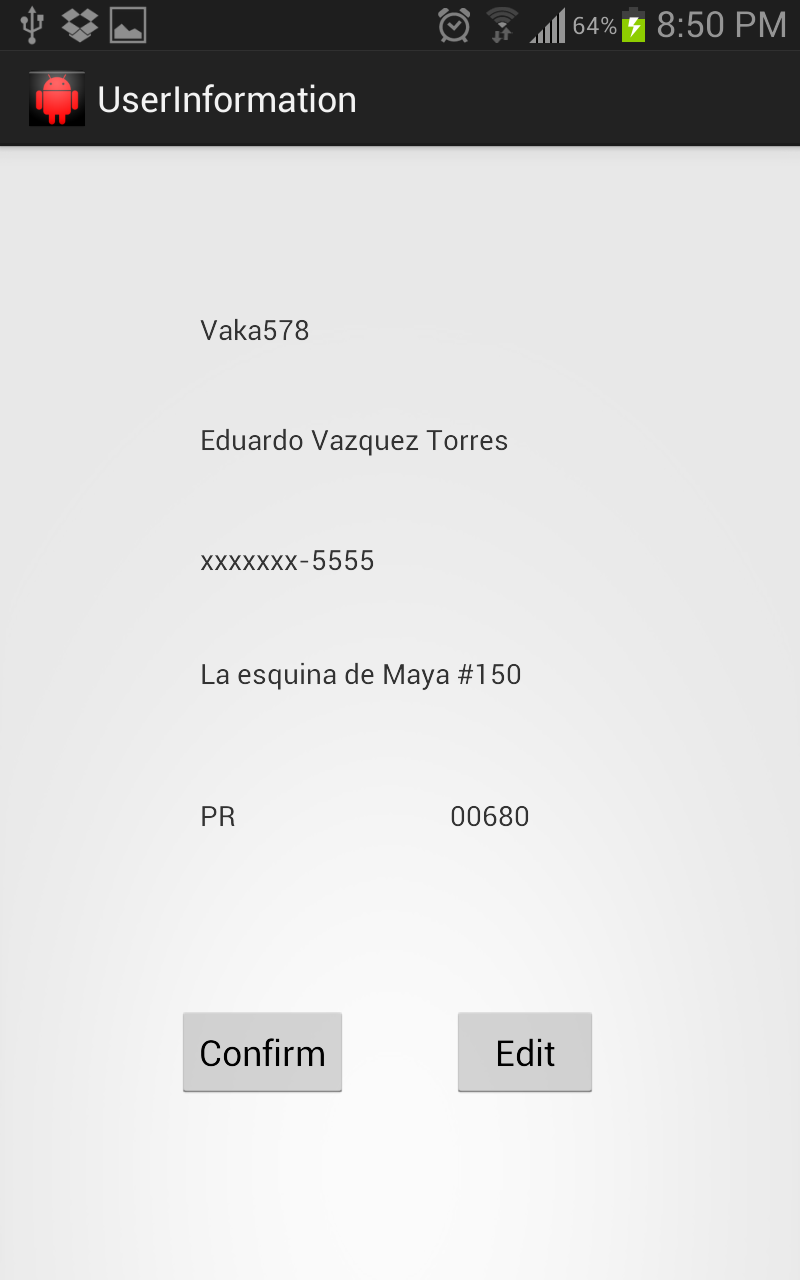 64% 8:50 PM
UserInformation
Vaka578
Eduardo Vazquez Torres
xxxxxxx-5555
La esquina de Maya #150
PR 00680
Confirm Edit